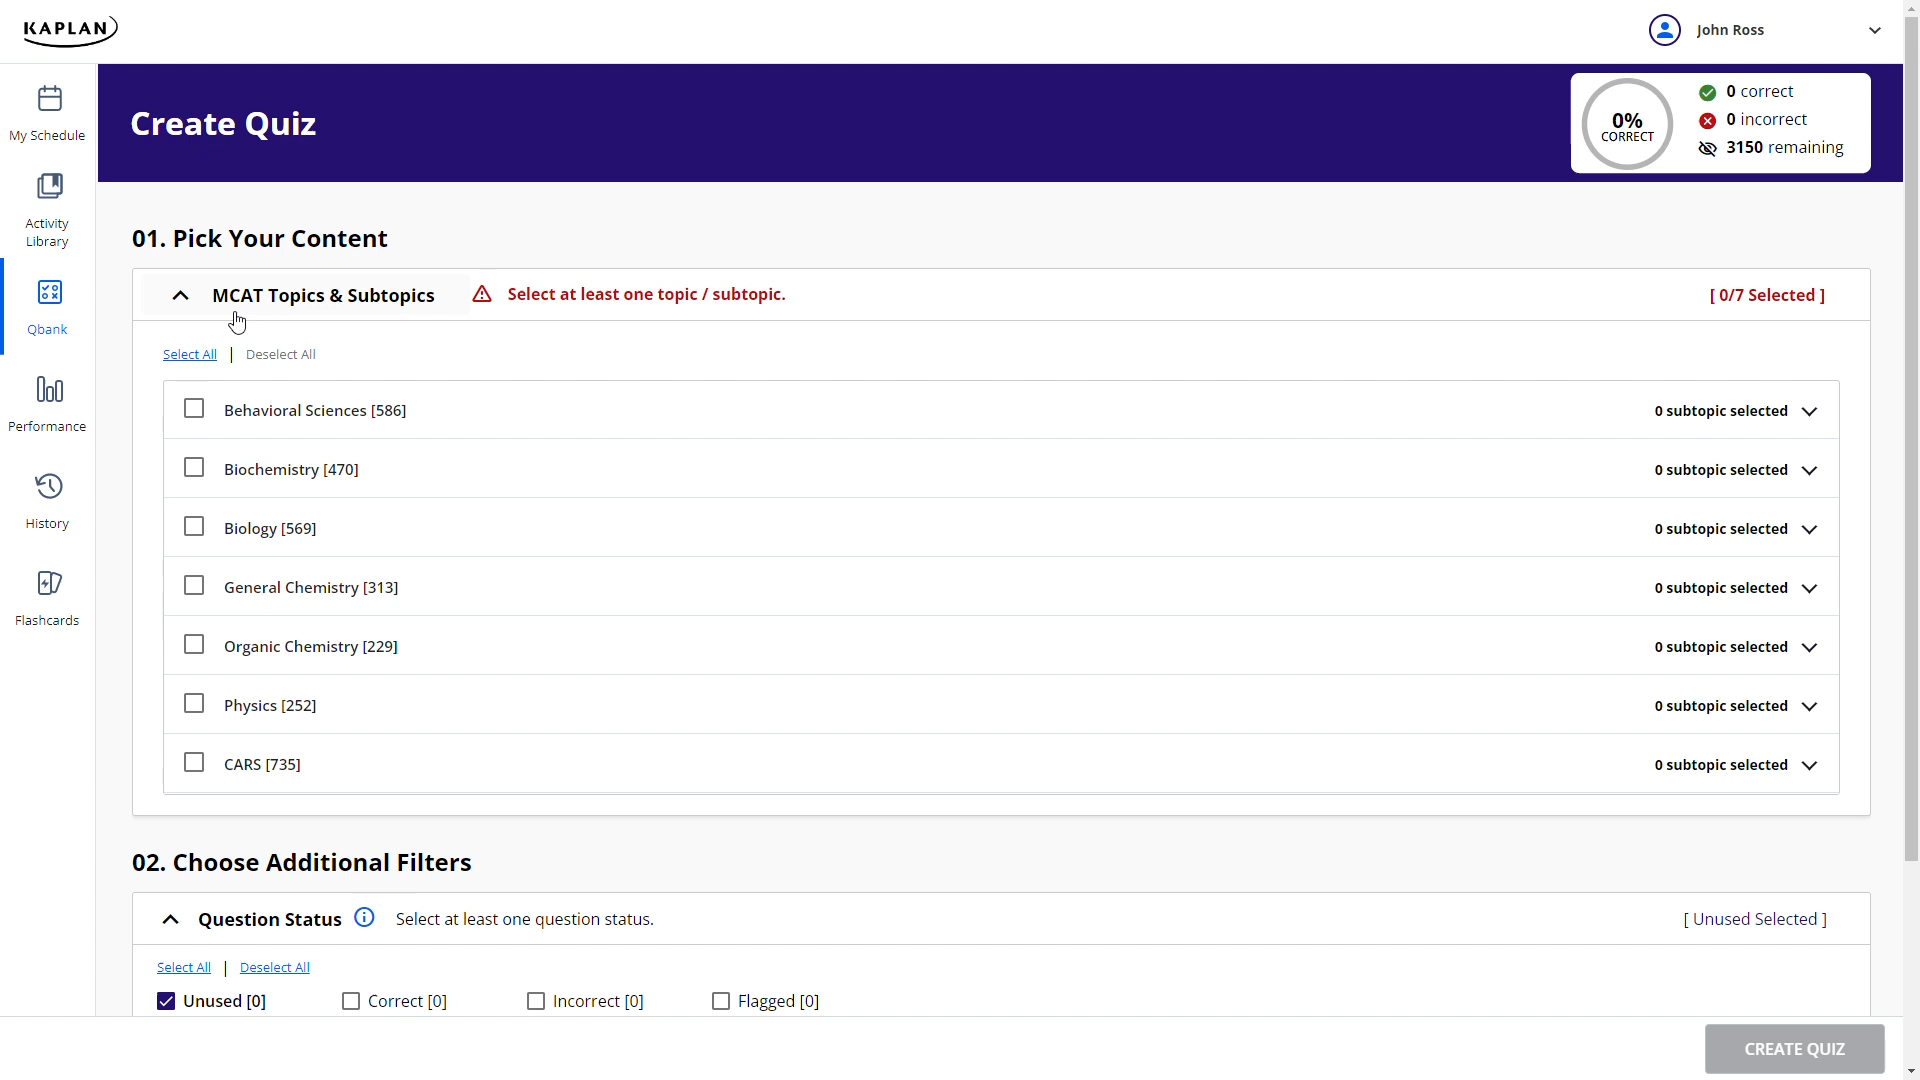 KAPLAN
John Ross
My Schedule
Activity
Library
Qbank
Performance
History
Flashcards
Create Quiz
0%
CORRECT
0 correct
0 incorrect
3150 remaining
01. Pick Your Content
MCAT Topics & Subtopics Select at least one topic / subtopic. [ 0/7 Selected ]
Select All | Deselect All
Behavioral Sciences [586] 0 subtopic selected
Biochemistry [470] 0 subtopic selected
Biology [569] 0 subtopic selected
General Chemistry [313] 0 subtopic selected
Organic Chemistry [229] 0 subtopic selected
Physics [252] 0 subtopic selected
CARS [735] 0 subtopic selected
02. Choose Additional Filters
Question Status Select at least one question status. [ Unused Selected ]
Select All | Deselect All
Unused [0] Correct [0] Incorrect [0] Flagged [0]
CREATE QUIZ